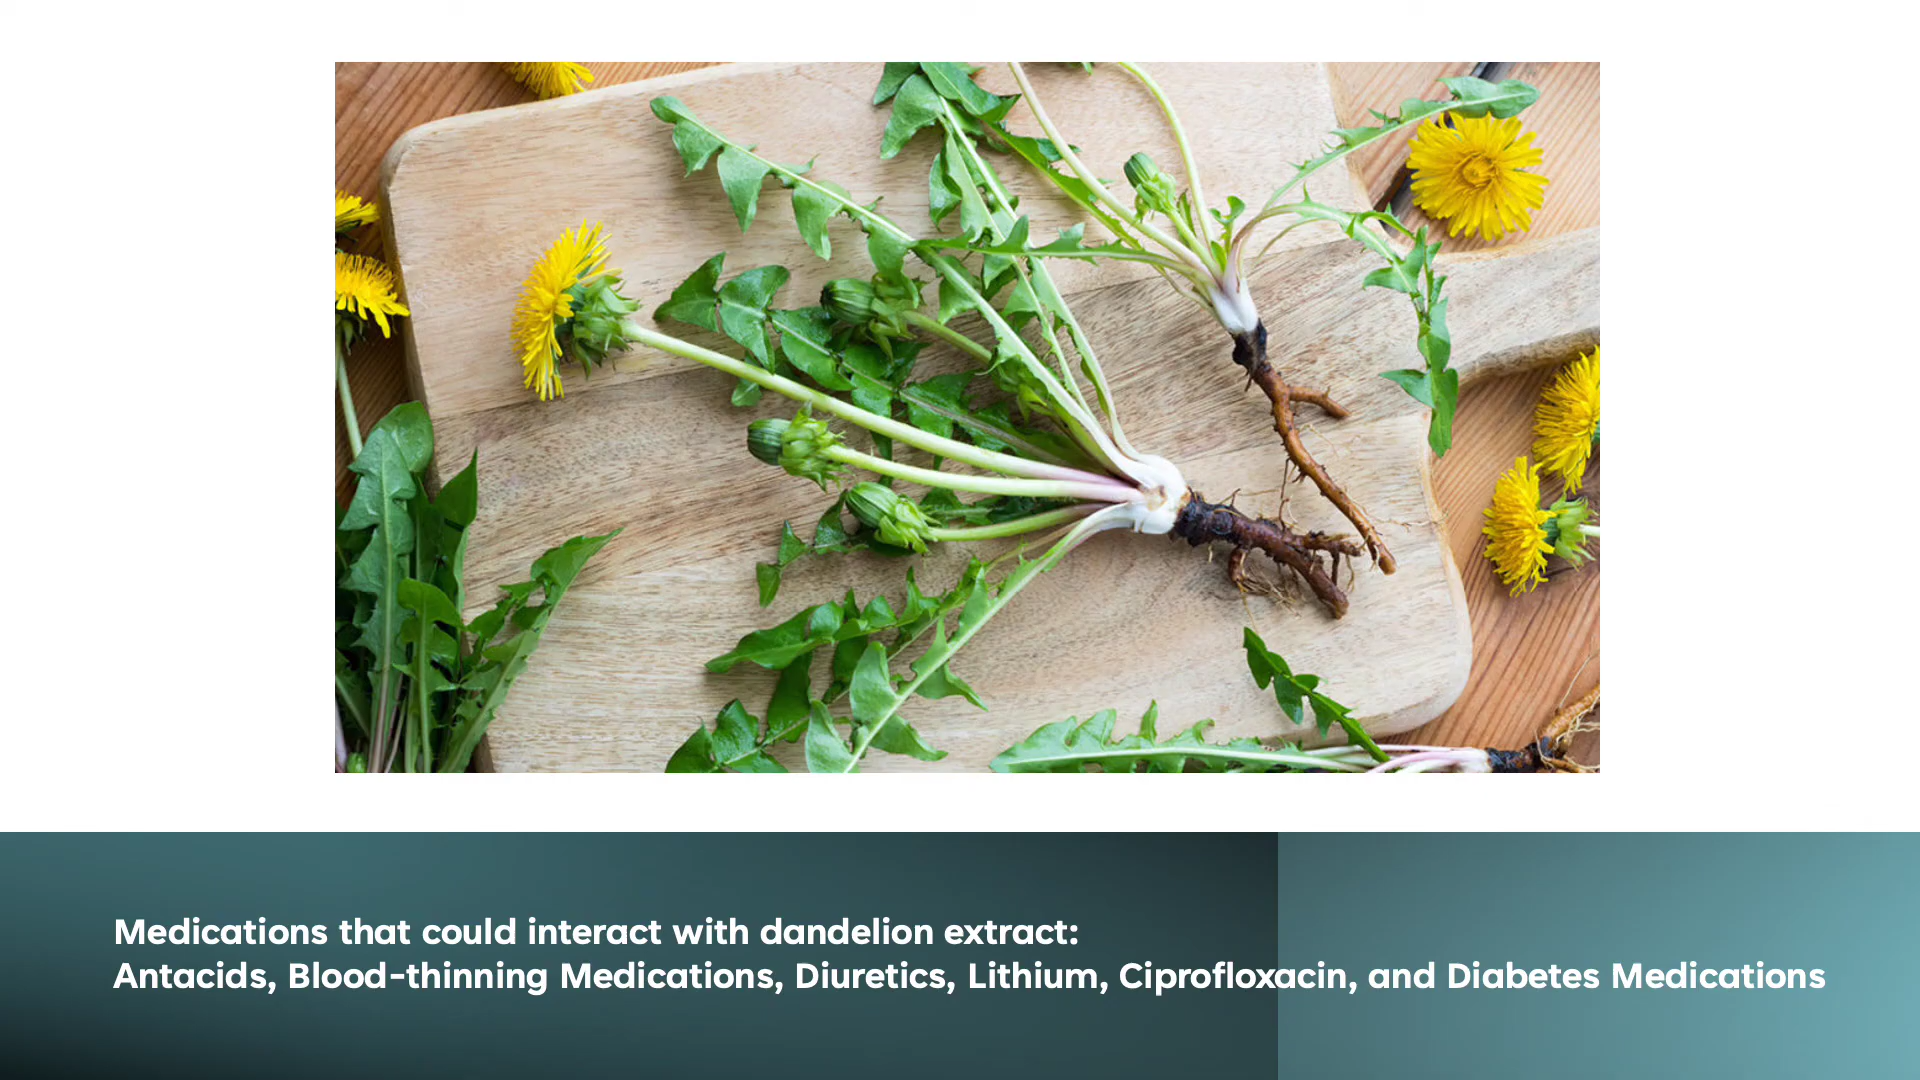 Medications that could interact with dandelion extract:
Antacids, Blood-thinning Medications, Diuretics, Lithium, Ciprofloxacin, and Diabetes Medications